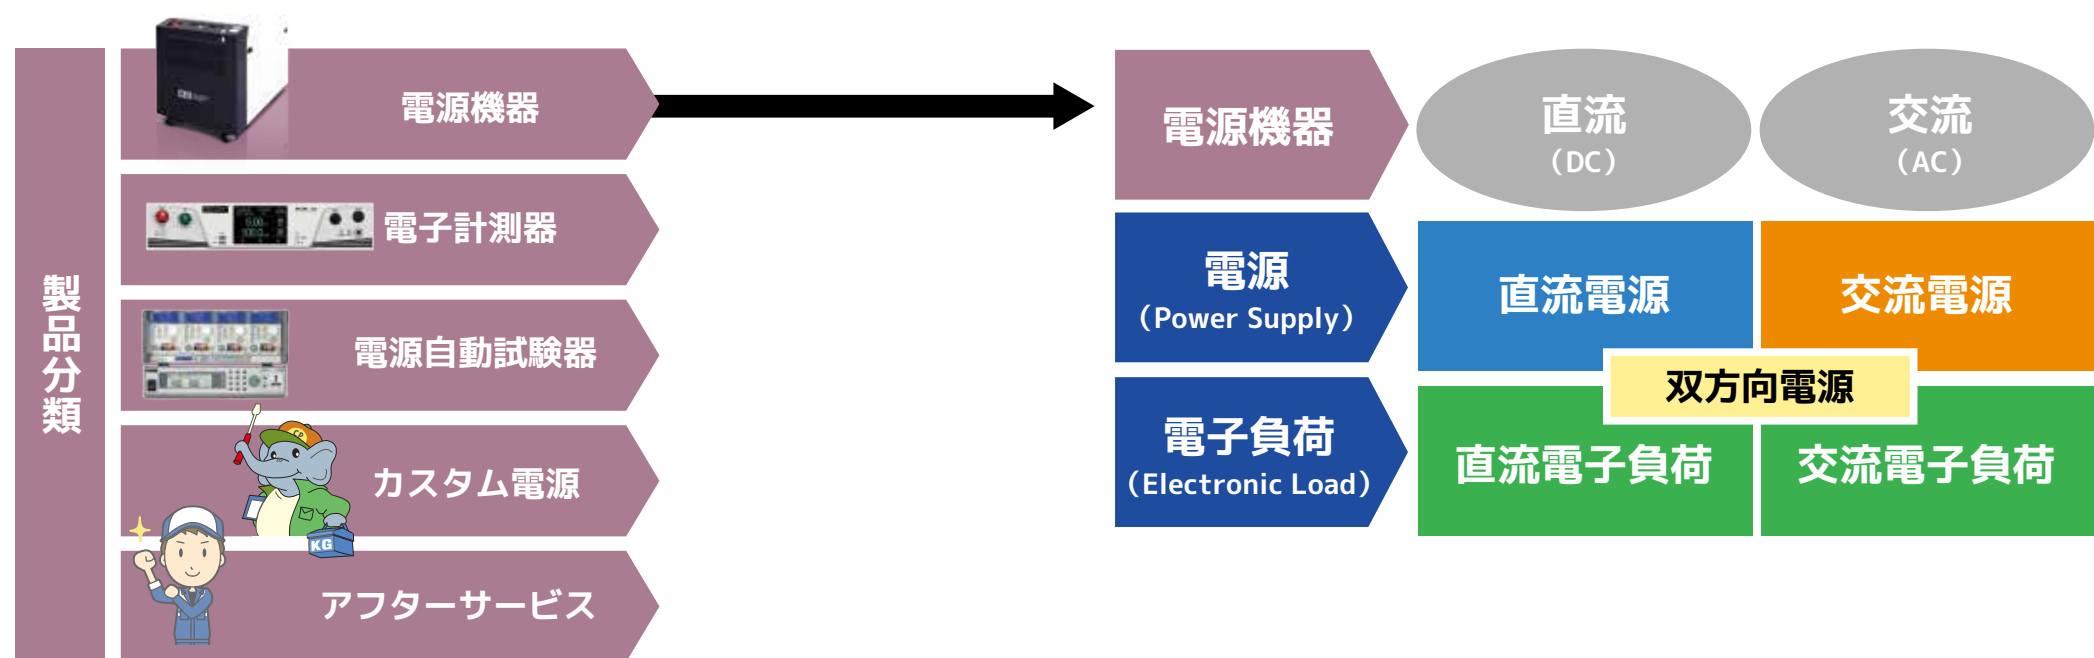 製品分類
電源機器
電子計測器
電源自動試験器
カスタム電源
アフターサービス
CP
KG
電源機器
直流
（DC）
交流
（AC）
電源
（Power Supply）
直流電源
交流電源
双方向電源
電子負荷
（Electronic Load）
直流電子負荷
交流電子負荷